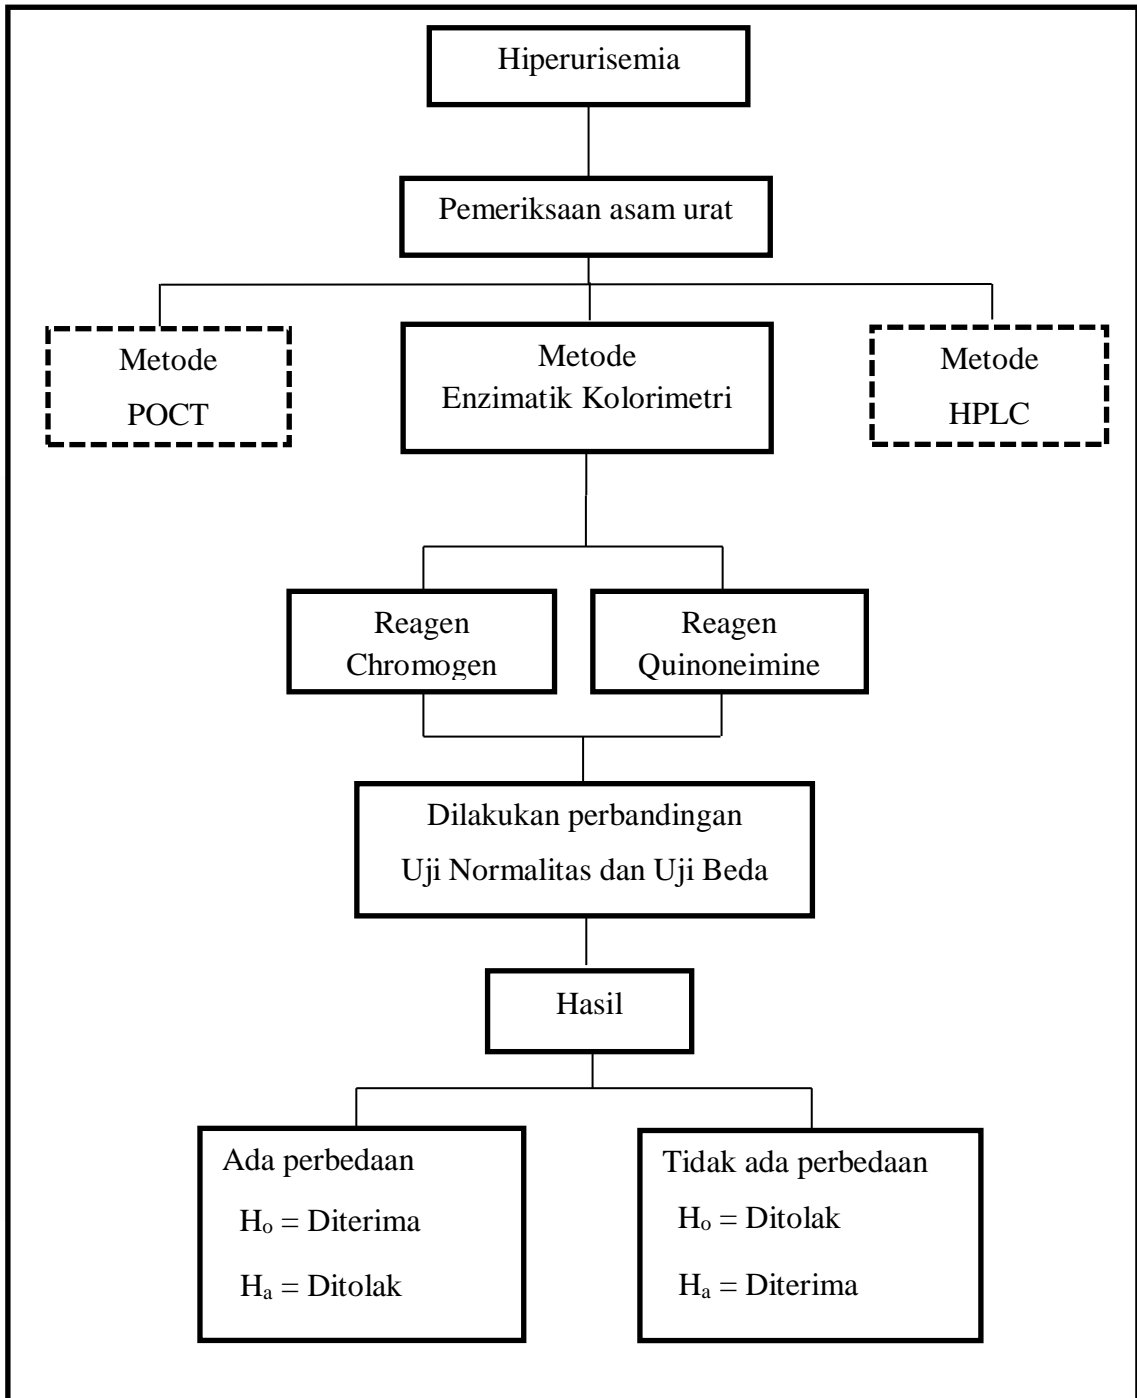 Hiperurisemia
Pemeriksaan asam urat
Metode
POCT
Metode
Enzimatik Kolorimetri
Metode
HPLC
Reagen
Chromogen
Reagen
Quinoneimine
Dilakukan perbandingan
Uji Normalitas dan Uji Beda
Hasil
Ada perbedaan
Hₒ = Diterima
Hₐ = Ditolak
Tidak ada perbedaan
Hₒ = Ditolak
Hₐ = Diterima